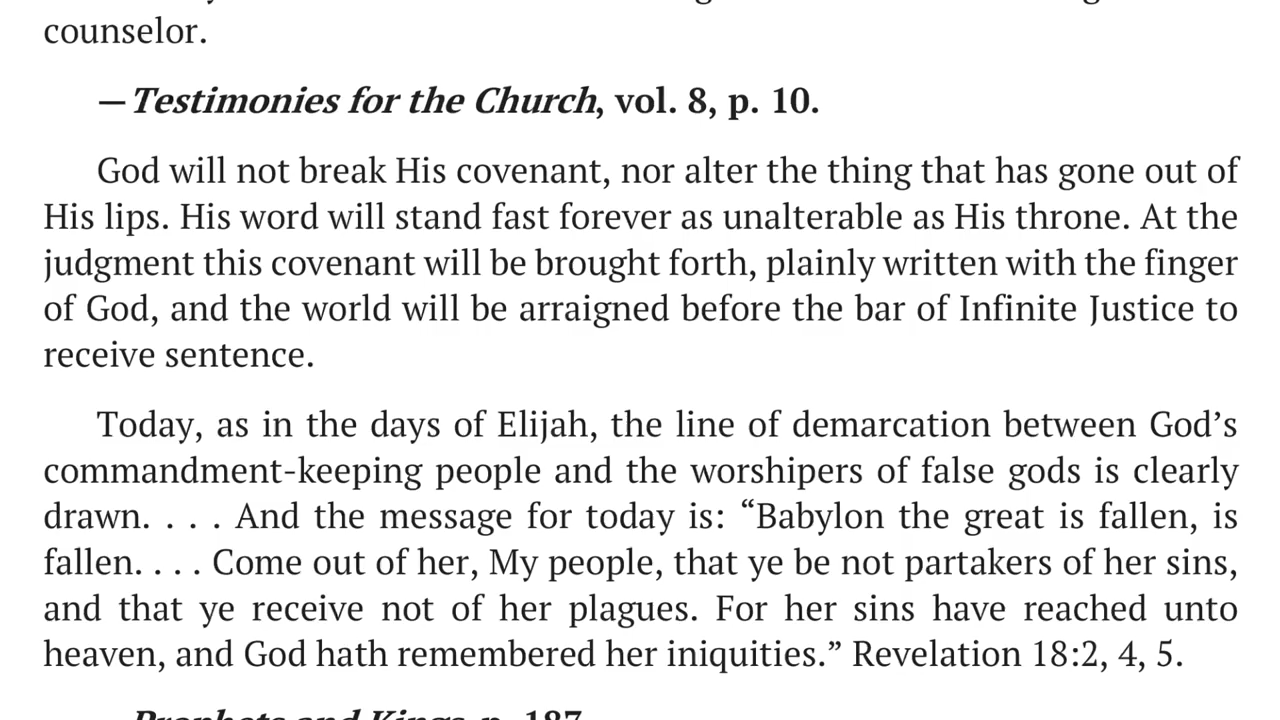 counselor.
—Testimonies for the Church, vol. 8, p. 10.
God will not break His covenant, nor alter the thing that has gone out of
His lips. His word will stand fast forever as unalterable as His throne. At the
judgment this covenant will be brought forth, plainly written with the finger
of God, and the world will be arraigned before the bar of Infinite Justice to
receive sentence.
Today, as in the days of Elijah, the line of demarcation between God’s
commandment-keeping people and the worshipers of false gods is clearly
drawn. . . . And the message for today is: “Babylon the great is fallen, is
fallen. . . . Come out of her, My people, that ye be not partakers of her sins,
and that ye receive not of her plagues. For her sins have reached unto
heaven, and God hath remembered her iniquities.” Revelation 18:2, 4, 5.
Prophets and Kings, p. 187